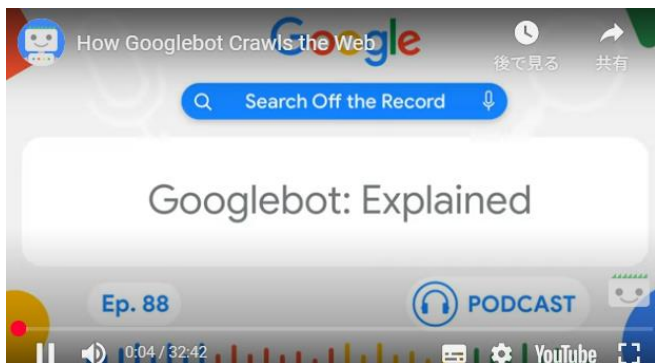 How Googlebot Crawls the Web
Google
後で見る
共有
Search Off the Record
Googlebot: Explained
Ep. 88
PODCAST
0:04 / 32:42
YouTube